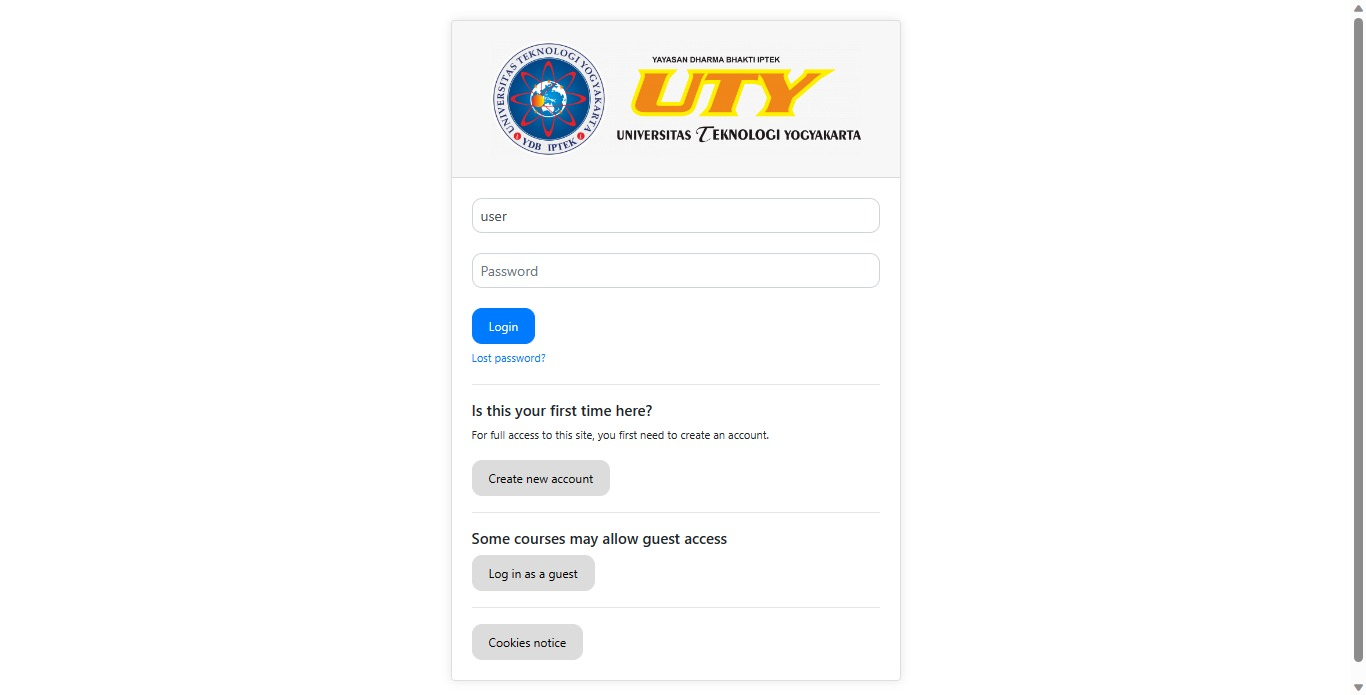 UNIVERSITAS TEKNOLOGI YOGYAKARTA
YDB IPTEK
YAYASAN DHARMA BHAKTI IPTEK
UTY
UNIVERSITAS TEKNOLOGI YOGYAKARTA
user
Password
Login
Lost password?
Is this your first time here?
For full access to this site, you first need to create an account.
Create new account
Some courses may allow guest access
Log in as a guest
Cookies notice